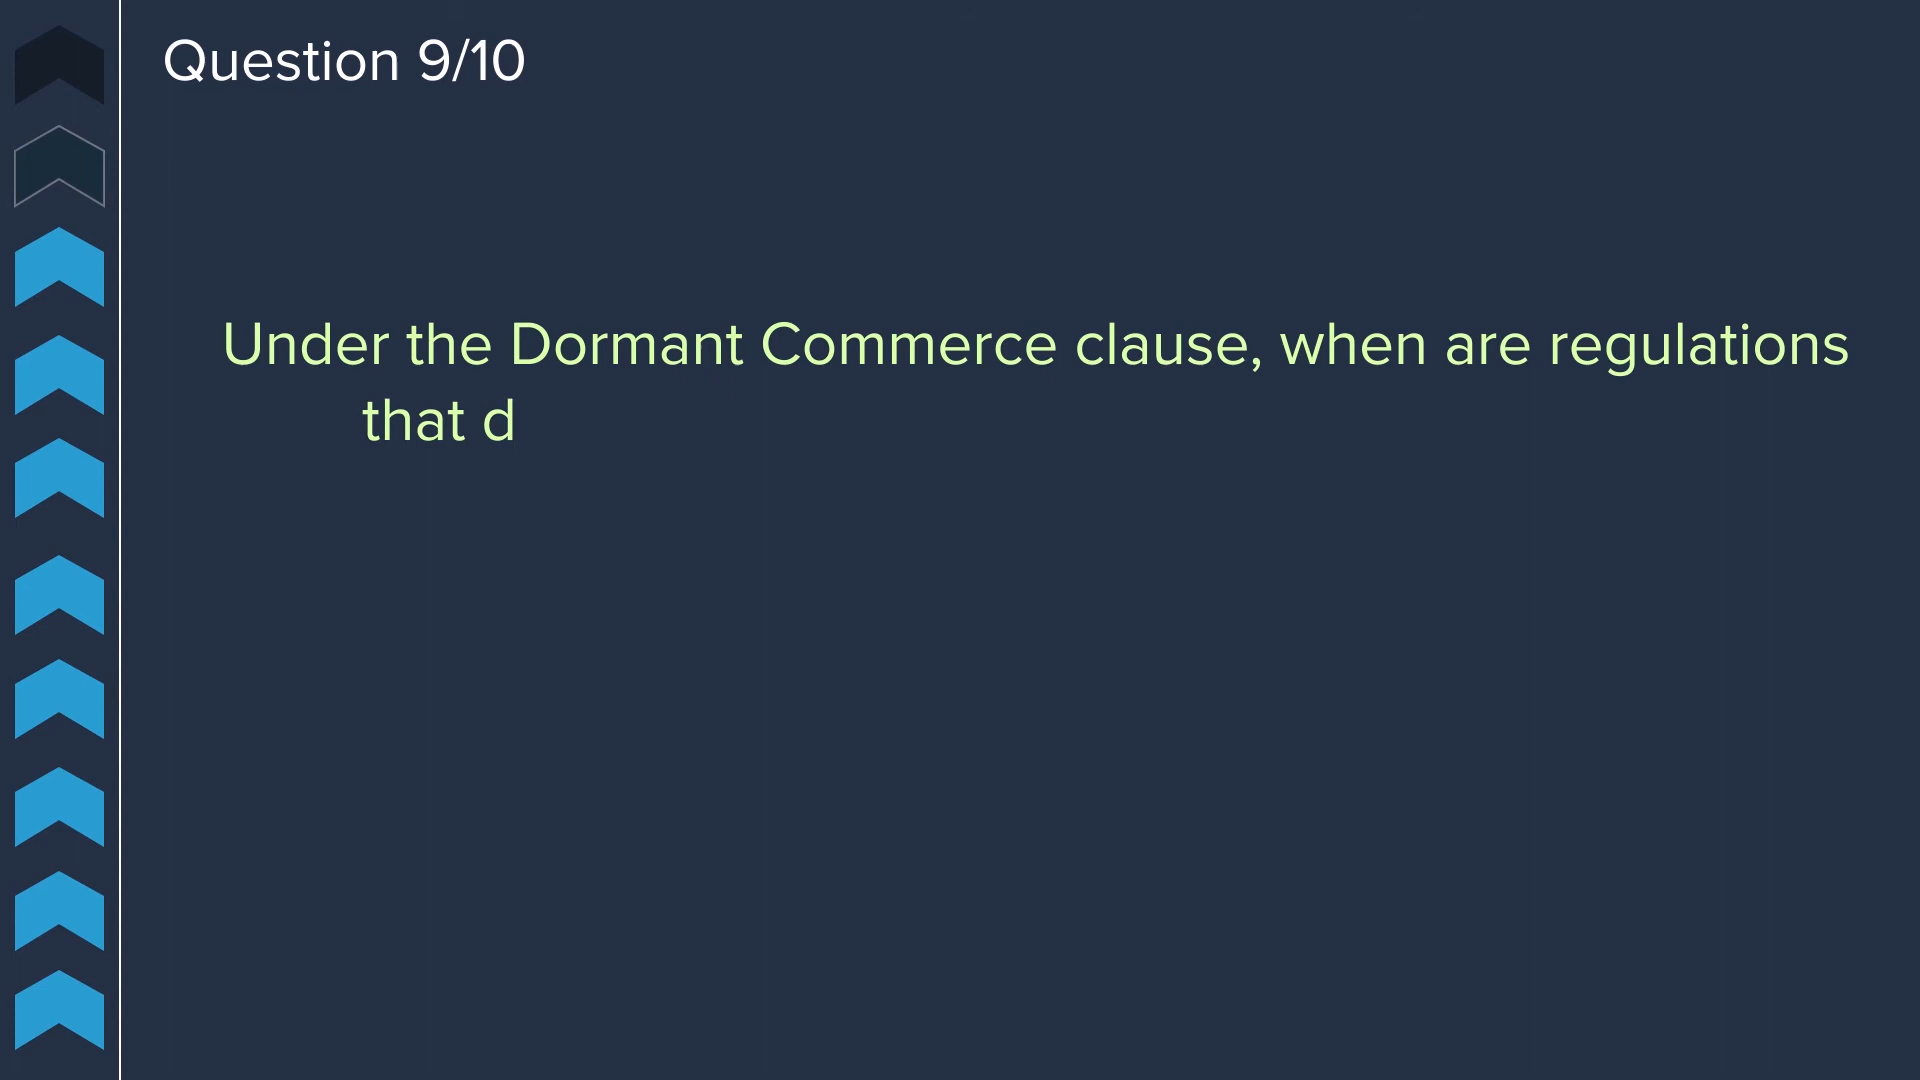 Question 9/10
Under the Dormant Commerce clause, when are regulations
that d